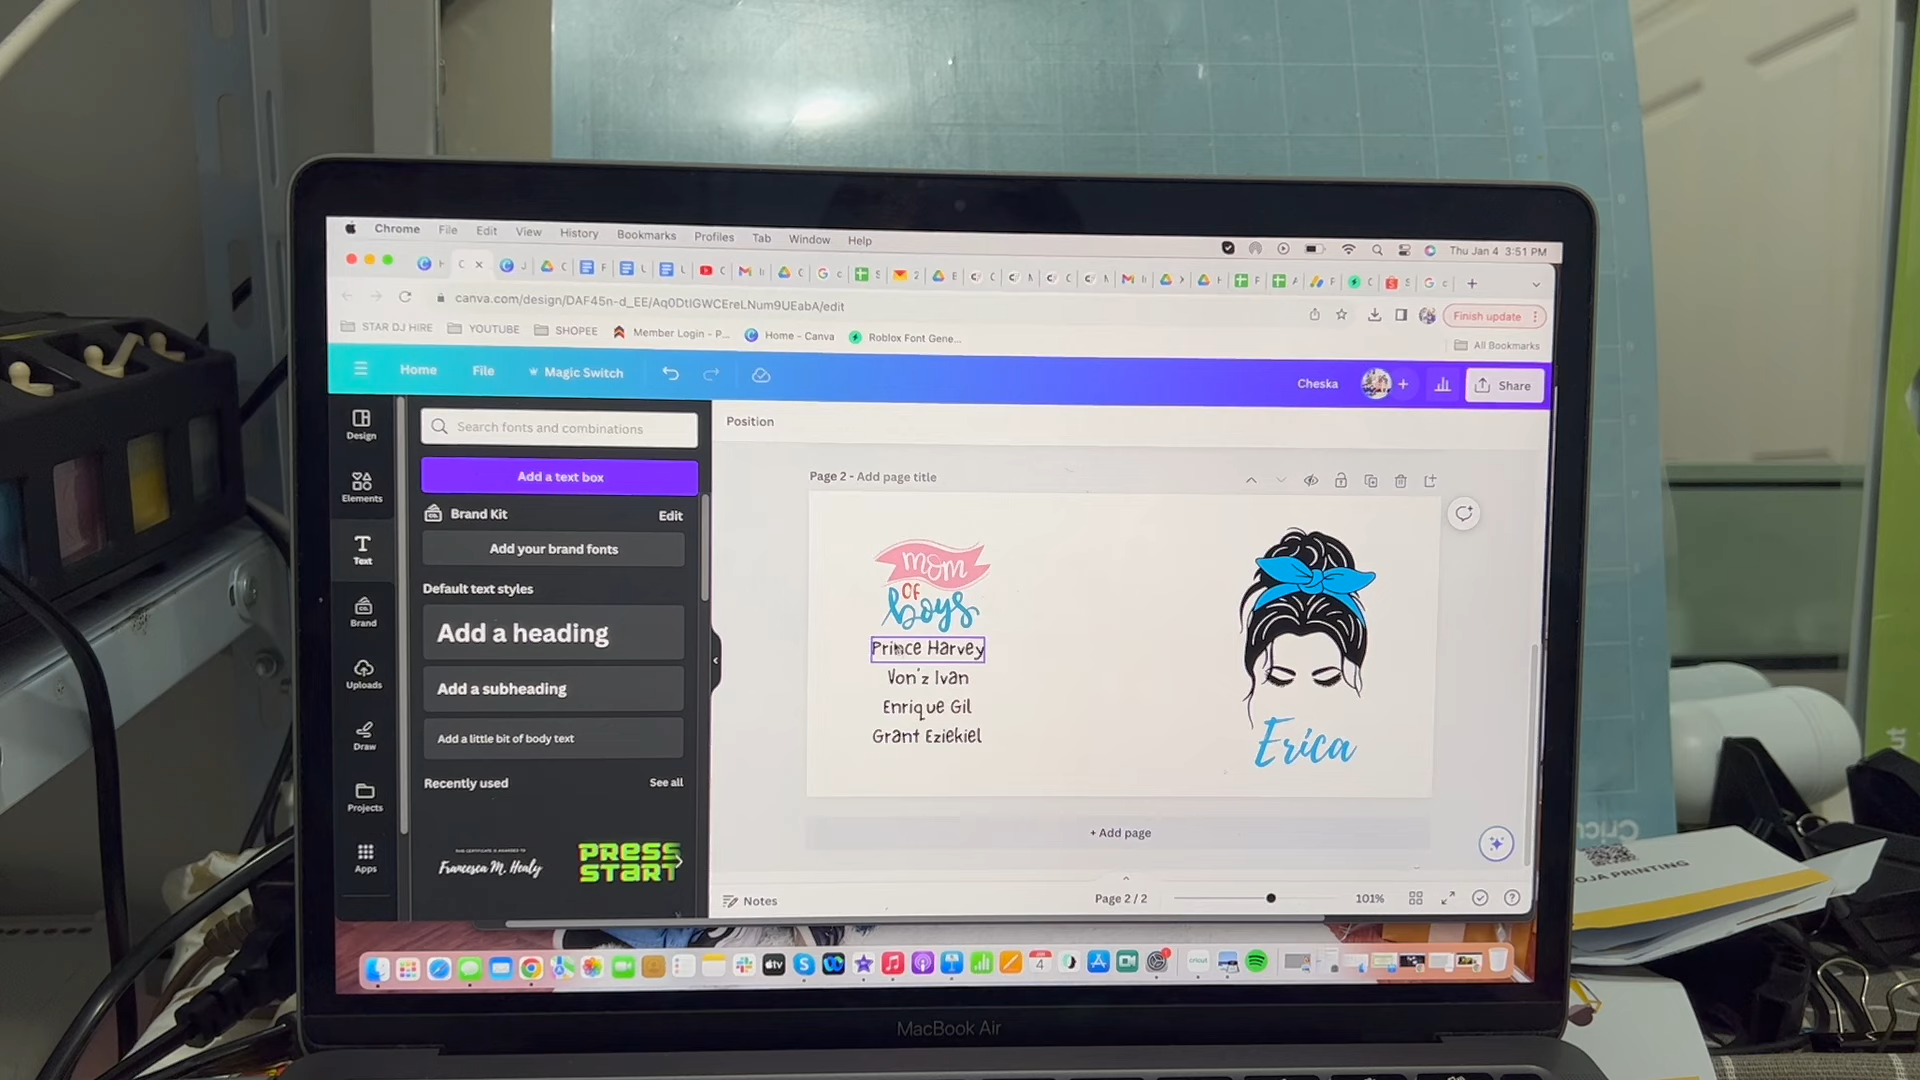 Chrome File Edit View History Bookmarks Profiles Tab Window Help
Thu Jan 4 3:51 PM
canva.com/design/DAF45n-d_EE/Aq0DtIGWCEreLNum9UEabA/edit
Finish update
STAR DJ HIRE YOUTUBE SHOPEE Member Login - P... Home - Canva Roblox Font Gene...
All Bookmarks
Home File Magic Switch
Cheska
Share
Design
Elements
Text
Brand
Uploads
Draw
Projects
Apps
Search fonts and combinations
Add a text box
Brand Kit Edit
Add your brand fonts
Default text styles
Add a heading
Add a subheading
Add a little bit of body text
Recently used See all
Francesca M. Healy
PRESS
START
Position
Page 2 - Add page title
mom
OF
boys
Prince Harvey
Von'z Ivan
Enrique Gil
Grant Eziekiel
Erica
+ Add page
Notes
Page 2 / 2
101%
MacBook Air
OJA PRINTING